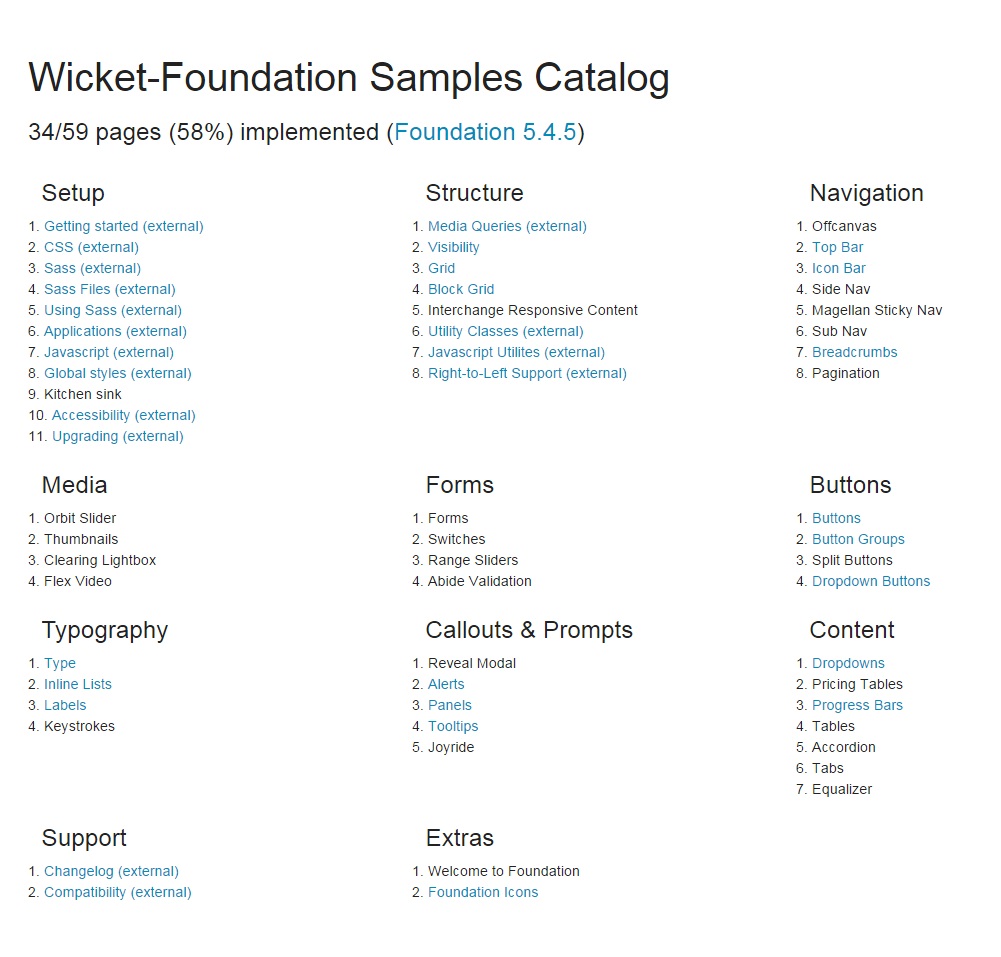 Wicket-Foundation Samples Catalog
34/59 pages (58%) implemented (Foundation 5.4.5)
Setup
1. Getting started (external)
2. CSS (external)
3. Sass (external)
4. Sass Files (external)
5. Using Sass (external)
6. Applications (external)
7. Javascript (external)
8. Global styles (external)
9. Kitchen sink
10. Accessibility (external)
11. Upgrading (external)
Structure
1. Media Queries (external)
2. Visibility
3. Grid
4. Block Grid
5. Interchange Responsive Content
6. Utility Classes (external)
7. Javascript Utilites (external)
8. Right-to-Left Support (external)
Navigation
1. Offcanvas
2. Top Bar
3. Icon Bar
4. Side Nav
5. Magellan Sticky Nav
6. Sub Nav
7. Breadcrumbs
8. Pagination
Media
1. Orbit Slider
2. Thumbnails
3. Clearing Lightbox
4. Flex Video
Forms
1. Forms
2. Switches
3. Range Sliders
4. Abide Validation
Buttons
1. Buttons
2. Button Groups
3. Split Buttons
4. Dropdown Buttons
Typography
1. Type
2. Inline Lists
3. Labels
4. Keystrokes
Callouts & Prompts
1. Reveal Modal
2. Alerts
3. Panels
4. Tooltips
5. Joyride
Content
1. Dropdowns
2. Pricing Tables
3. Progress Bars
4. Tables
5. Accordion
6. Tabs
7. Equalizer
Support
1. Changelog (external)
2. Compatibility (external)
Extras
1. Welcome to Foundation
2. Foundation Icons